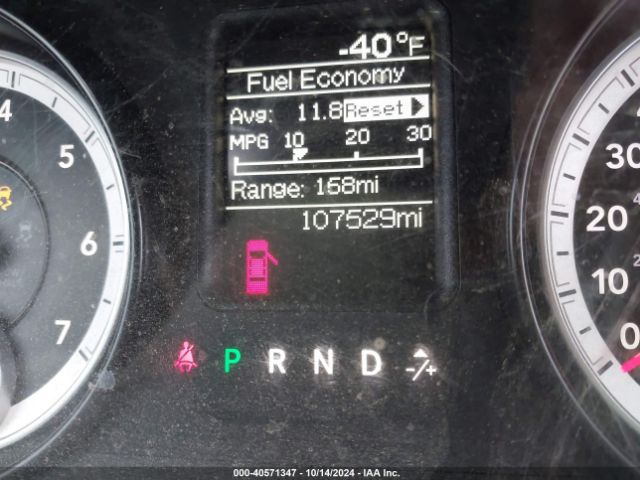 -40°F
Fuel Economy
Avg: 11.8 Reset
MPG 10 20 30
Range: 168mi
107529mi
4
5
6
7
30
20
10
0
P R N D -/+
000-40571347 | 10/14/2024 | IAA Inc.